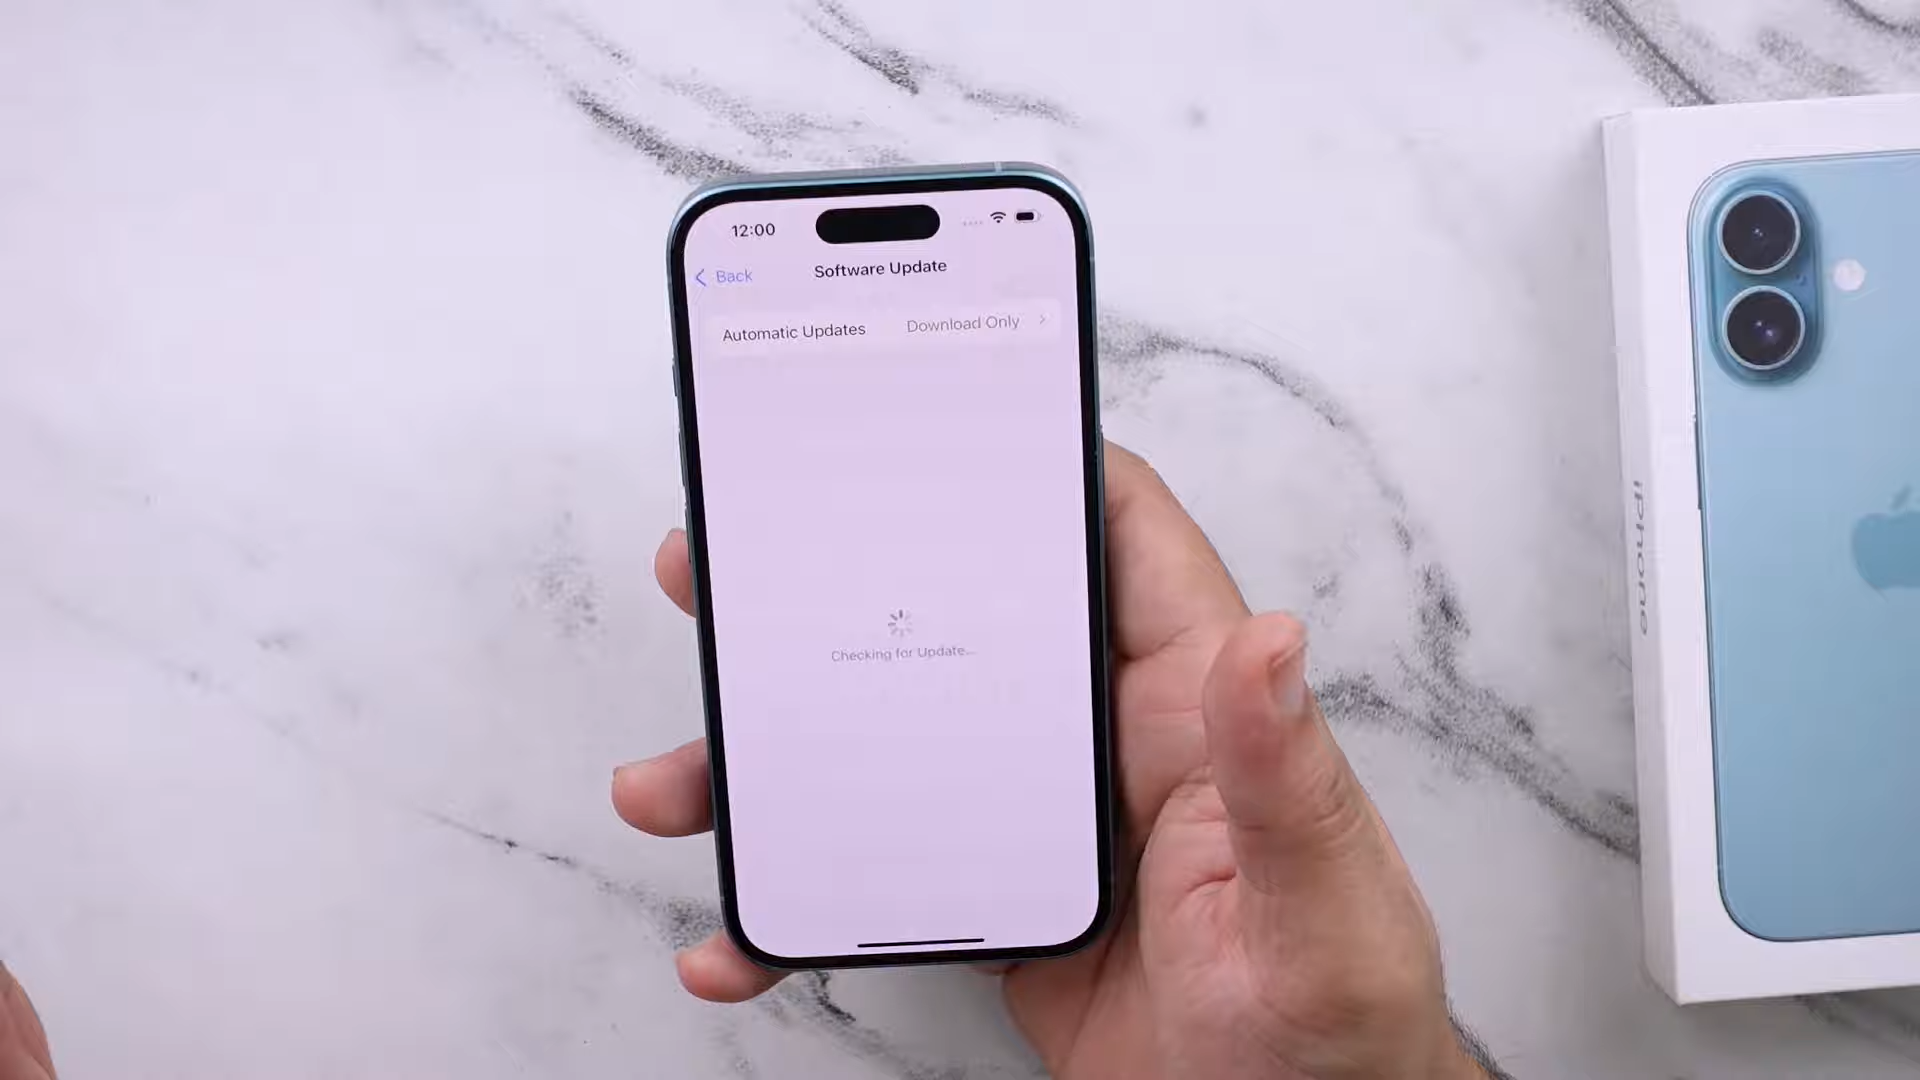 12:00
Back
Software Update
Automatic Updates
Download Only
Checking for Update...
iPhone